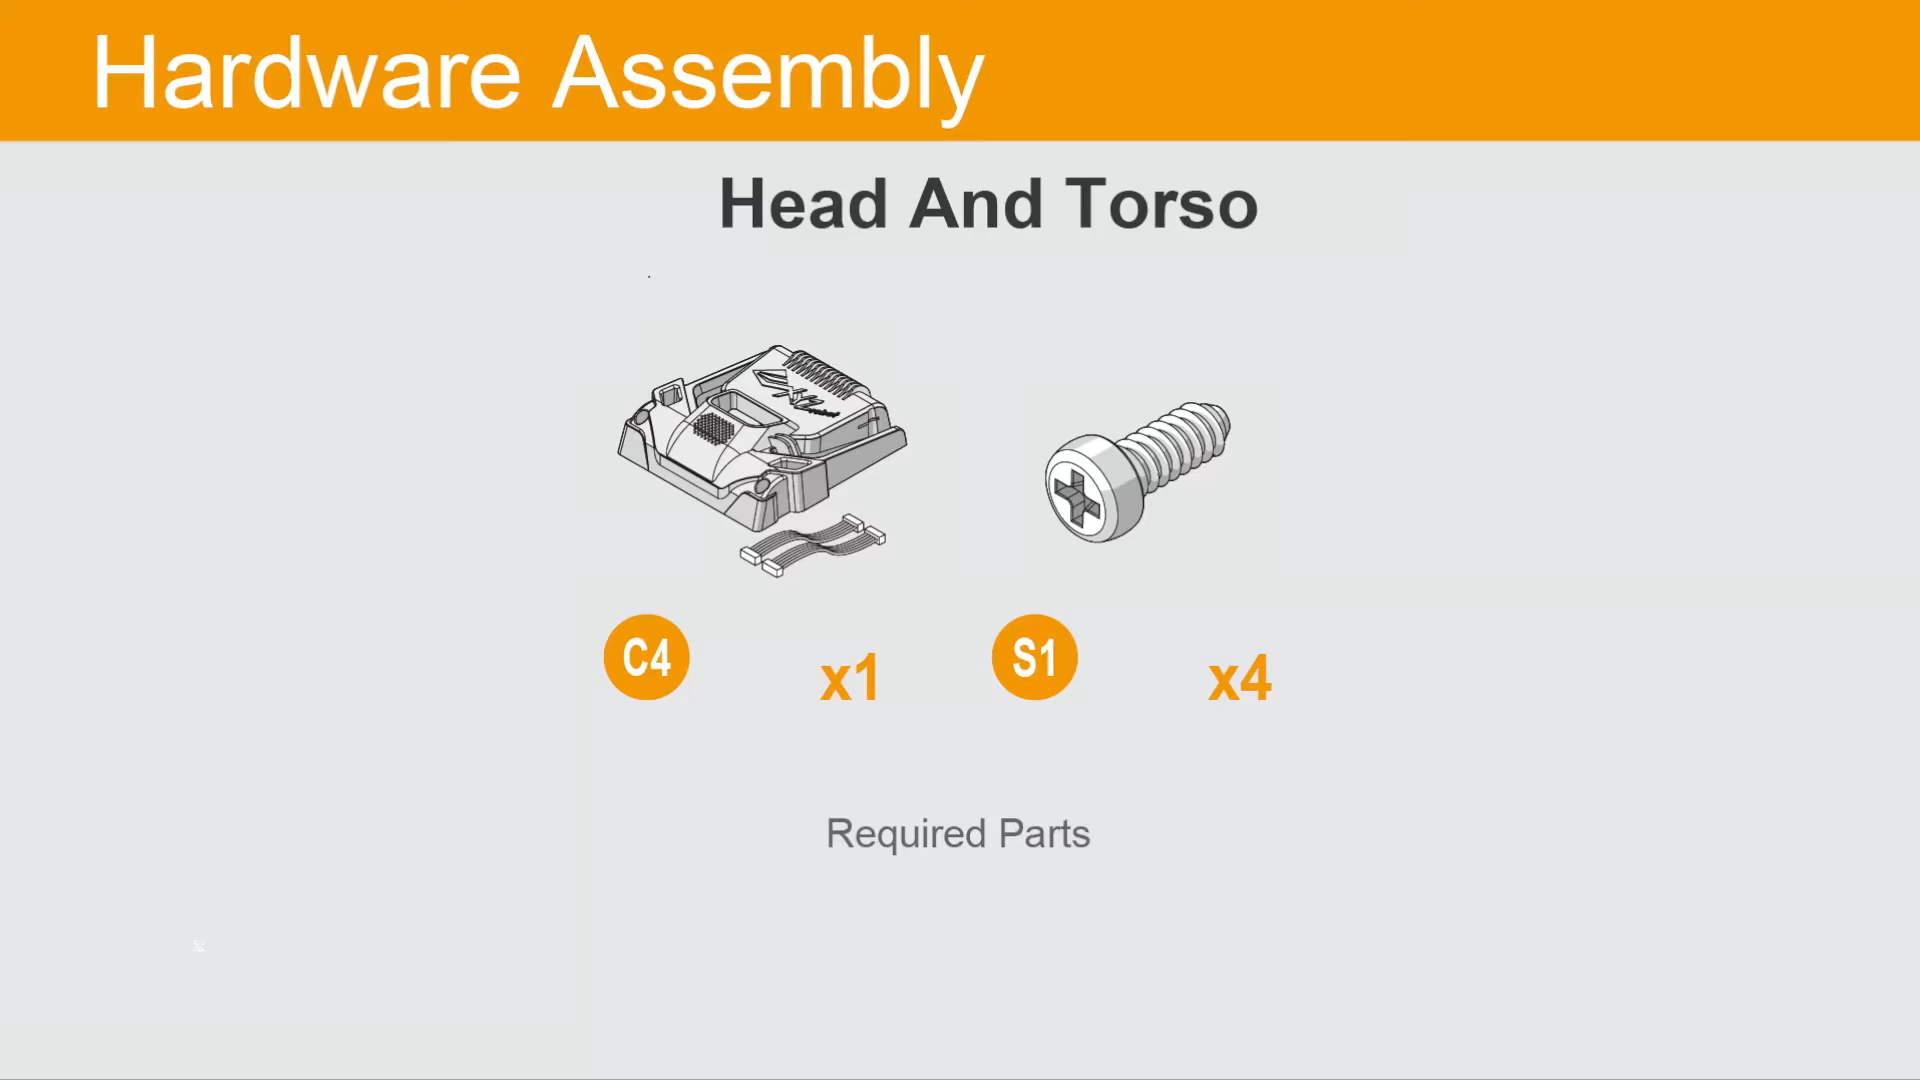 Hardware Assembly
Head And Torso
C4
x1
S1
x4
Required Parts